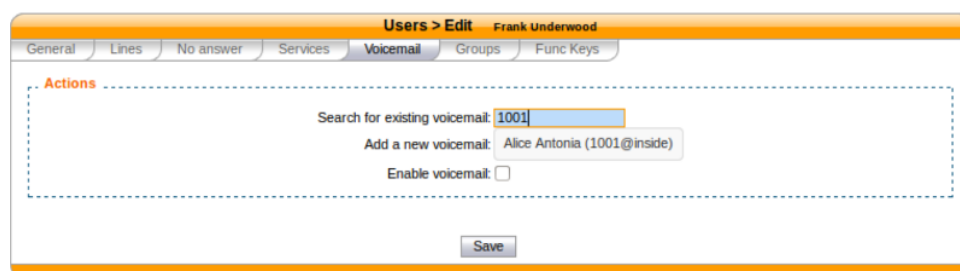 Users > Edit Frank Underwood
General Lines No answer Services Voicemail Groups Func Keys
Actions
Search for existing voicemail: 1001
Add a new voicemail: Alice Antonia (1001@inside)
Enable voicemail:
Save